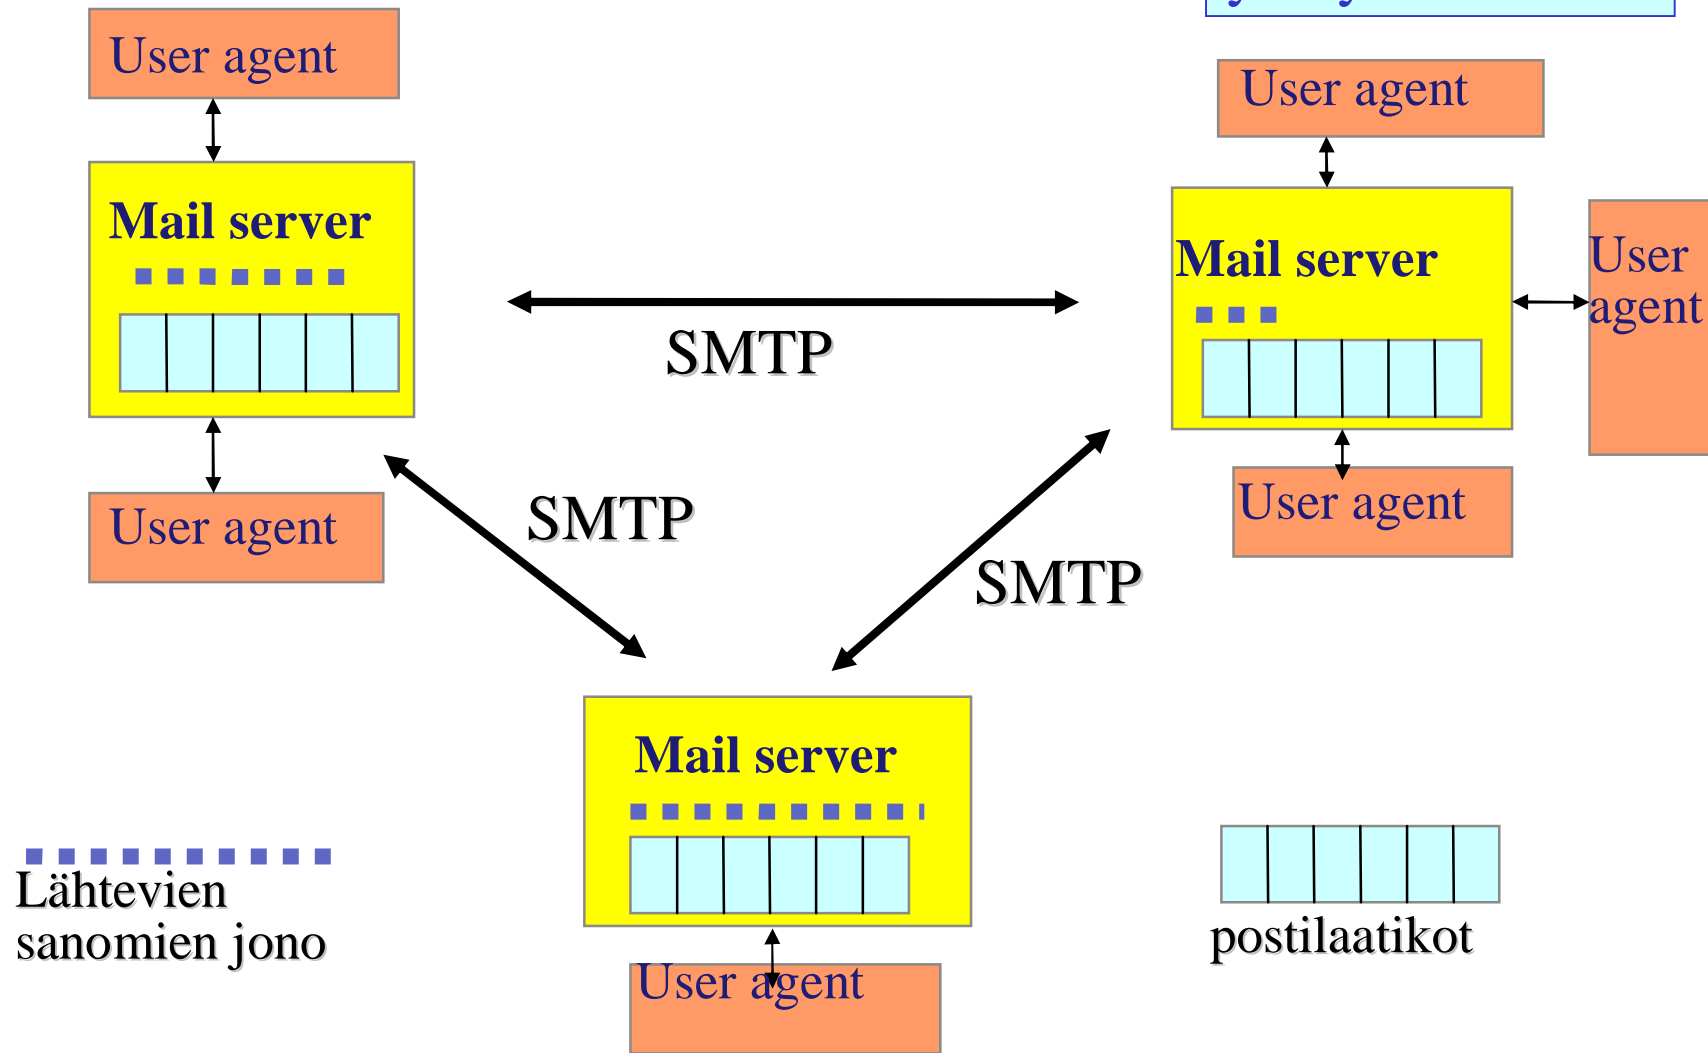 User agent
User agent
Mail server
Mail server
User
agent
SMTP
User agent
SMTP
User agent
SMTP
Mail server
Lähtevien
sanomien jono
postilaatikot
User agent